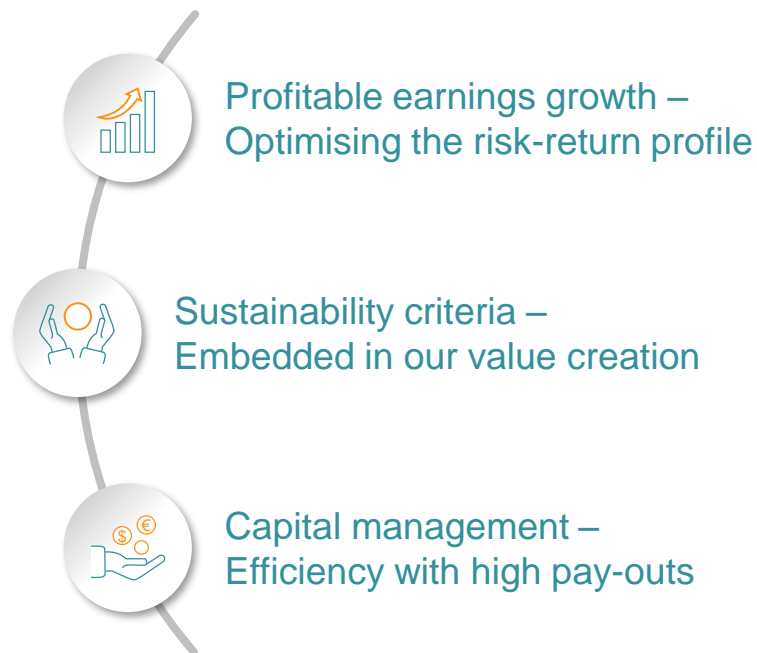 Profitable earnings growth –
Optimising the risk-return profile
Sustainability criteria –
Embedded in our value creation
$ €
Capital management –
Efficiency with high pay-outs